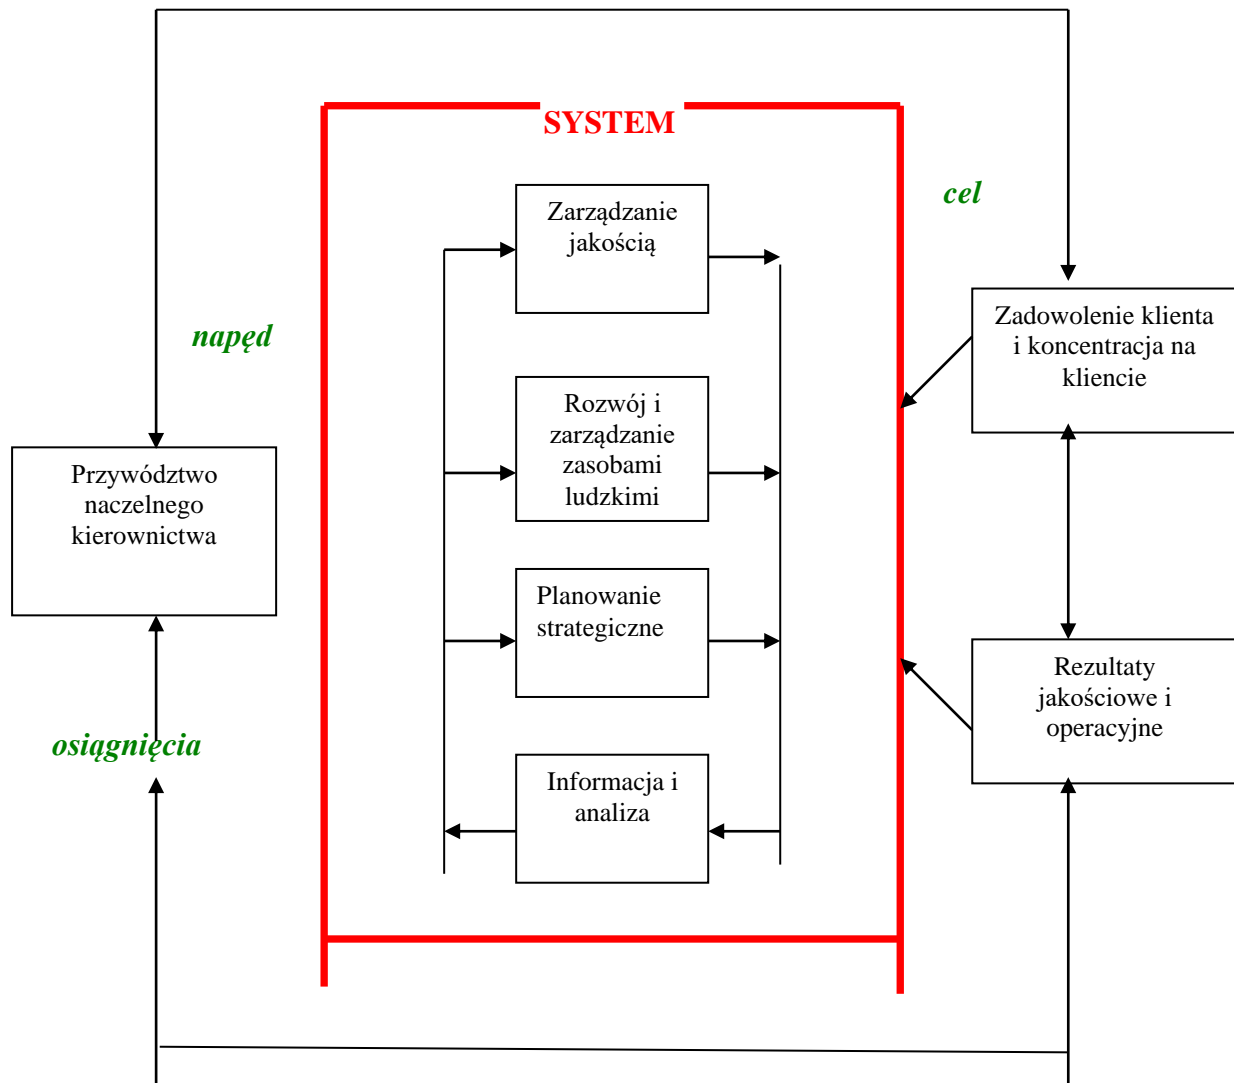 SYSTEM
cel
Zarządzanie
jakością
napęd
Zadowolenie klienta
i koncentracja na
kliencie
Rozwój i
zarządzanie
zasobami
ludzkimi
Przywództwo
naczelnego
kierownictwa
Planowanie
strategiczne
Rezultaty
jakościowe i
operacyjne
osiągnięcia
Informacja i
analiza